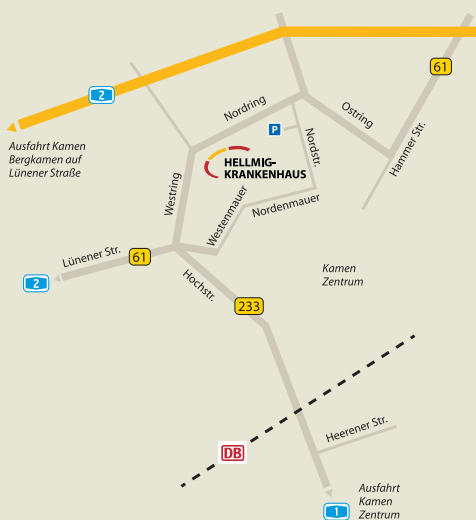 61
2
Nordring
Ostring
P
Ausfahrt Kamen
Bergkamen auf
Lünener Straße
HELLMIG-
KRANKENHAUS
Nordstr.
Hammer Str.
Westring
Westenmauer
Nordenmauer
Lünener Str.
61
2
Hochstr.
Kamen
Zentrum
233
Heerener Str.
DB
Ausfahrt
Kamen
Zentrum
1